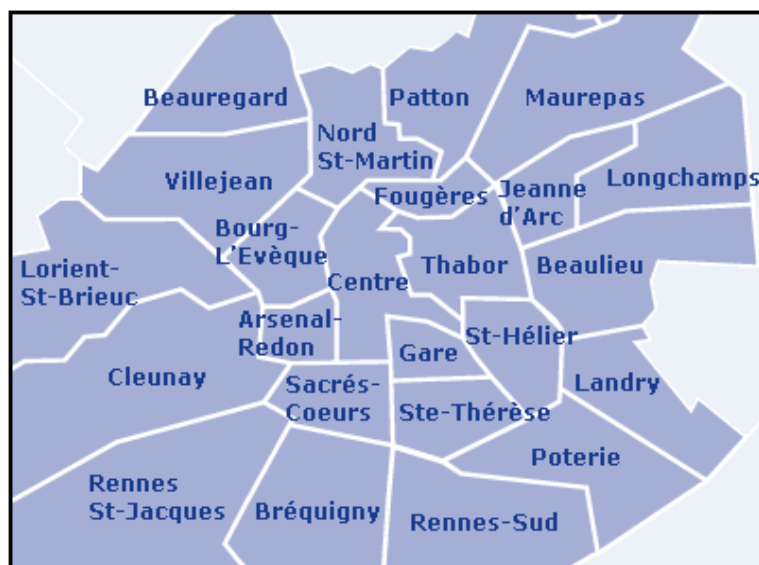 Beauregard
Patton
Maurepas
Nord
St-Martin
Villejean
Fougères
Jeanne
d'Arc
Longchamps
Bourg-
L'Evèque
Lorient-
St-Brieuc
Centre
Thabor
Beaulieu
Arsenal-
Redon
St-Hélier
Gare
Cleunay
Sacrés-
Coeurs
Landry
Ste-Thérèse
Poterie
Rennes
St-Jacques
Bréquigny
Rennes-Sud